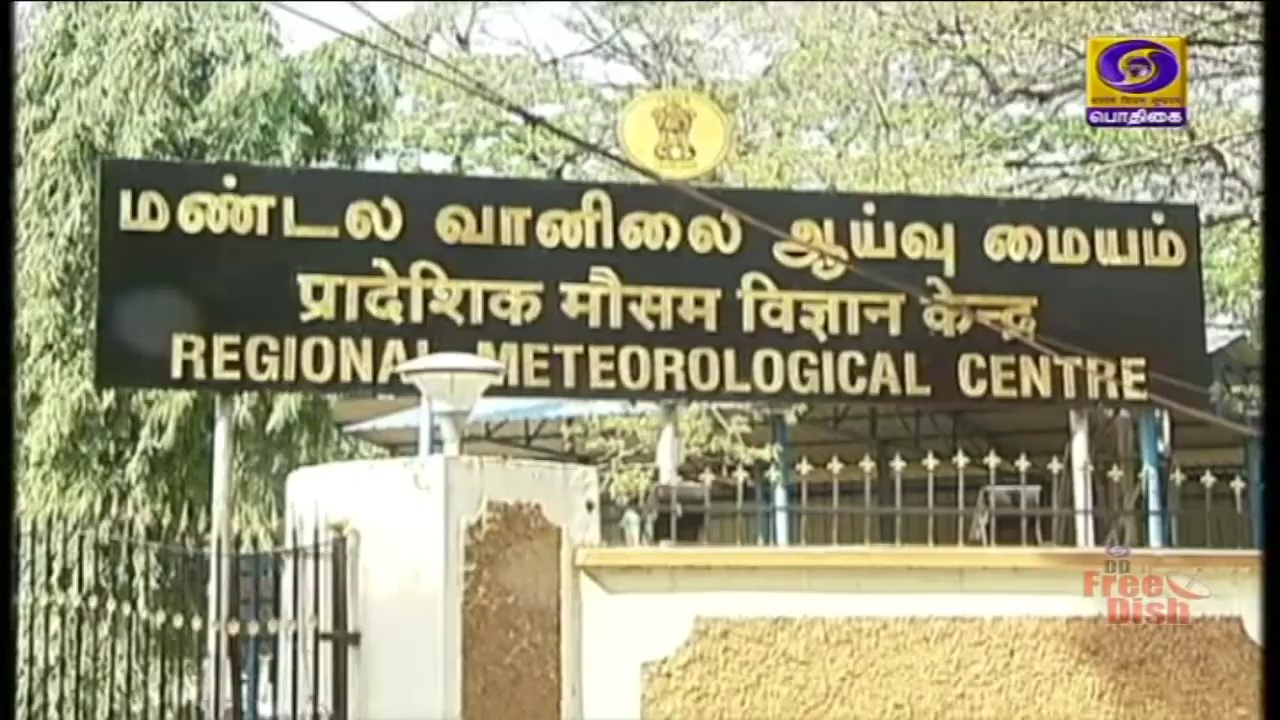 பொதிகை
மண்டல வானிலை ஆய்வு மையம்
प्रादेशिक मौसम विज्ञान केन्द्र
REGIONAL METEOROLOGICAL CENTRE
DD
Free
Dish